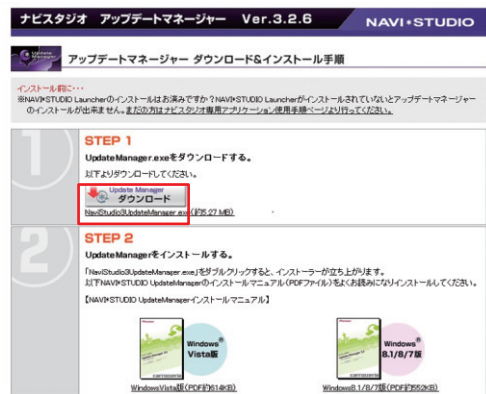 ナビスタジオ アップデートマネージャー Ver.3.2.6
NAVI*STUDIO
Update Manager
アップデートマネージャー ダウンロード&インストール手順
インストール前に・・・
※NAVI*STUDIO Launcherのインストールはお済みですか?NAVI*STUDIO Launcherがインストールされていないとアップデートマネージャー
のインストールが出来ません。まだの方はナビスタジオ専用アプリケーション使用手順ページより行ってください。
1
STEP 1
UpdateManager.exeをダウンロードする。
以下よりダウンロードしてください。
Update Manager
ダウンロード
NaviStudio3UpdateManager.exe(約5.27 MB)
2
STEP 2
UpdateManagerをインストールする。
「NaviStudio3UpdateManager.exe」をダブルクリックすると、インストーラーが立ち上がります。
以下NAVI*STUDIO UpdateManagerのインストールマニュアル(PDFファイル)をよくお読みになりインストールしてください。
【NAVI*STUDIO UpdateManagerインストールマニュアル】
Windows® Vista版
Windows® 8.1/8/7版
WindowsVista版(PDF約514KB)
Windows8.1/8/7版(PDF約552KB)